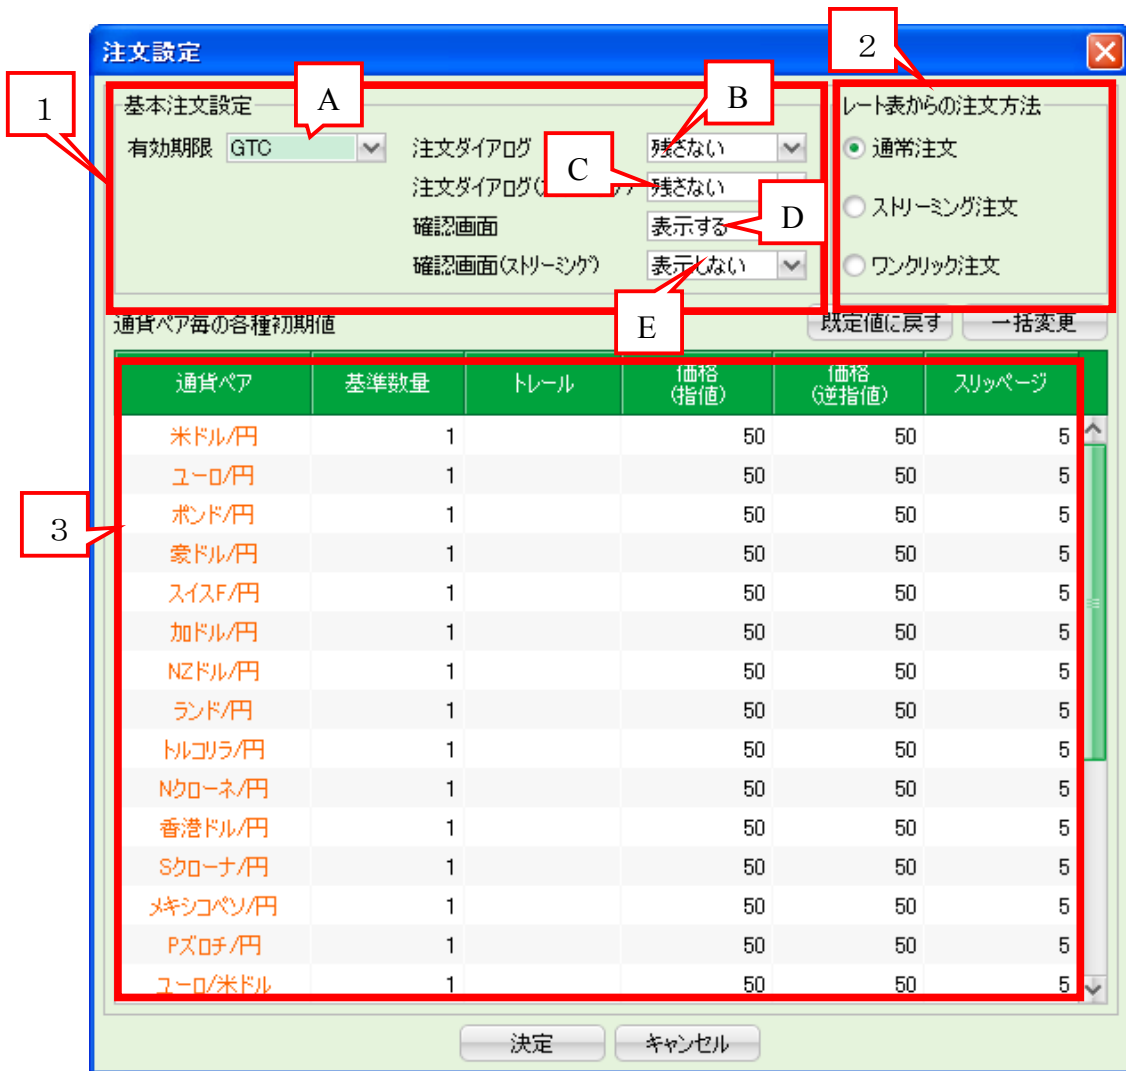 注文設定
2
1
基本注文設定
A
B
レート表からの注文方法
有効期限 GTC
注文ダイアログ 残さない
通常注文
C
注文ダイアログ( 残さない
ストリーミング注文
確認画面 表示する
D
確認画面(ストリーミング) 表示しない
ワンクリック注文
E
通貨ペア毎の各種初期値
既定値に戻す 一括変更
通貨ペア 基準数量 トレール 価格(指値) 価格(逆指値) スリッページ
米ドル/円 1 50 50 5
ユーロ/円 1 50 50 5
3
ポンド/円 1 50 50 5
豪ドル/円 1 50 50 5
スイスF/円 1 50 50 5
加ドル/円 1 50 50 5
NZドル/円 1 50 50 5
ランド/円 1 50 50 5
トルコリラ/円 1 50 50 5
Nクローネ/円 1 50 50 5
香港ドル/円 1 50 50 5
Sクローナ/円 1 50 50 5
メキシコペソ/円 1 50 50 5
Pズロチ/円 1 50 50 5
ユーロ/米ドル 1 50 50 5
決定 キャンセル